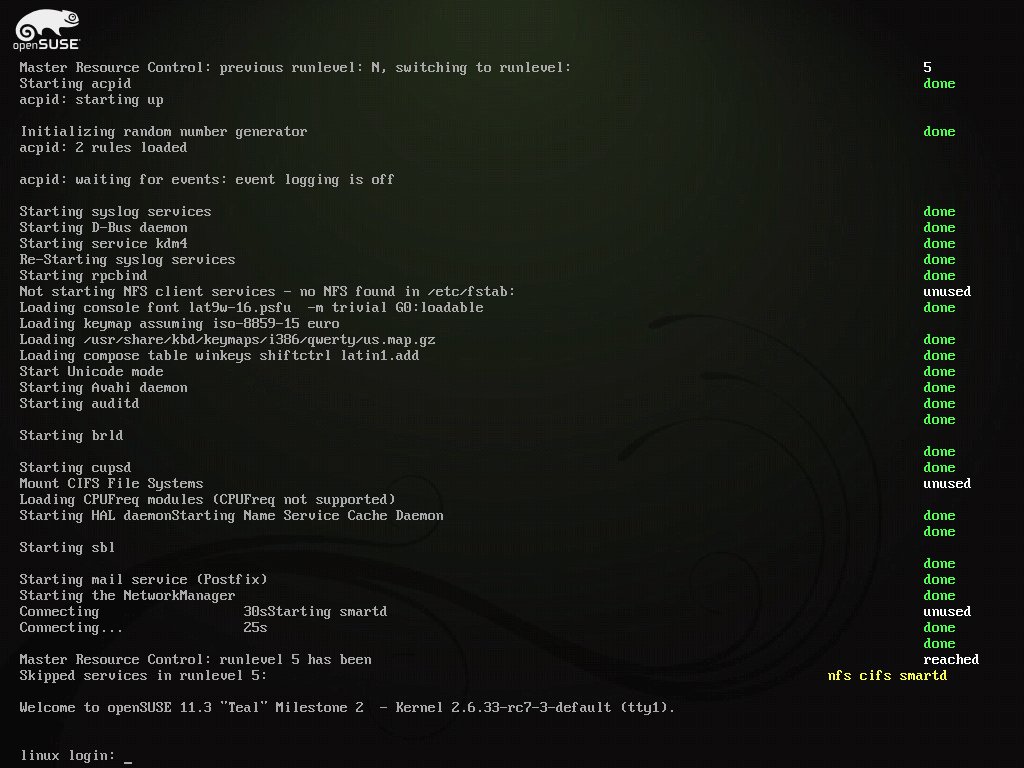 openSUSE
Master Resource Control: previous runlevel: N, switching to runlevel: 5
Starting acpid done
acpid: starting up
Initializing random number generator done
acpid: 2 rules loaded
acpid: waiting for events: event logging is off
Starting syslog services done
Starting D-Bus daemon done
Starting service kdm4 done
Re-Starting syslog services done
Starting rpcbind done
Not starting NFS client services - no NFS found in /etc/fstab: unused
Loading console font lat9w-16.psfu  -m trivial G0:loadable done
Loading keymap assuming iso-8859-15 euro
Loading /usr/share/kbd/keymaps/i386/qwerty/us.map.gz done
Loading compose table winkeys shiftctrl latin1.add done
Start Unicode mode done
Starting Avahi daemon done
Starting auditd done
done
Starting brld
done
Starting cupsd done
Mount CIFS File Systems unused
Loading CPUFreq modules (CPUFreq not supported)
Starting HAL daemonStarting Name Service Cache Daemon done
done
Starting sbl
done
Starting mail service (Postfix) done
Starting the NetworkManager done
Connecting 30sStarting smartd unused
Connecting... 25s done
done
Master Resource Control: runlevel 5 has been reached
Skipped services in runlevel 5: nfs cifs smartd
Welcome to openSUSE 11.3 "Teal" Milestone 2  - Kernel 2.6.33-rc7-3-default (tty1).
linux login: _